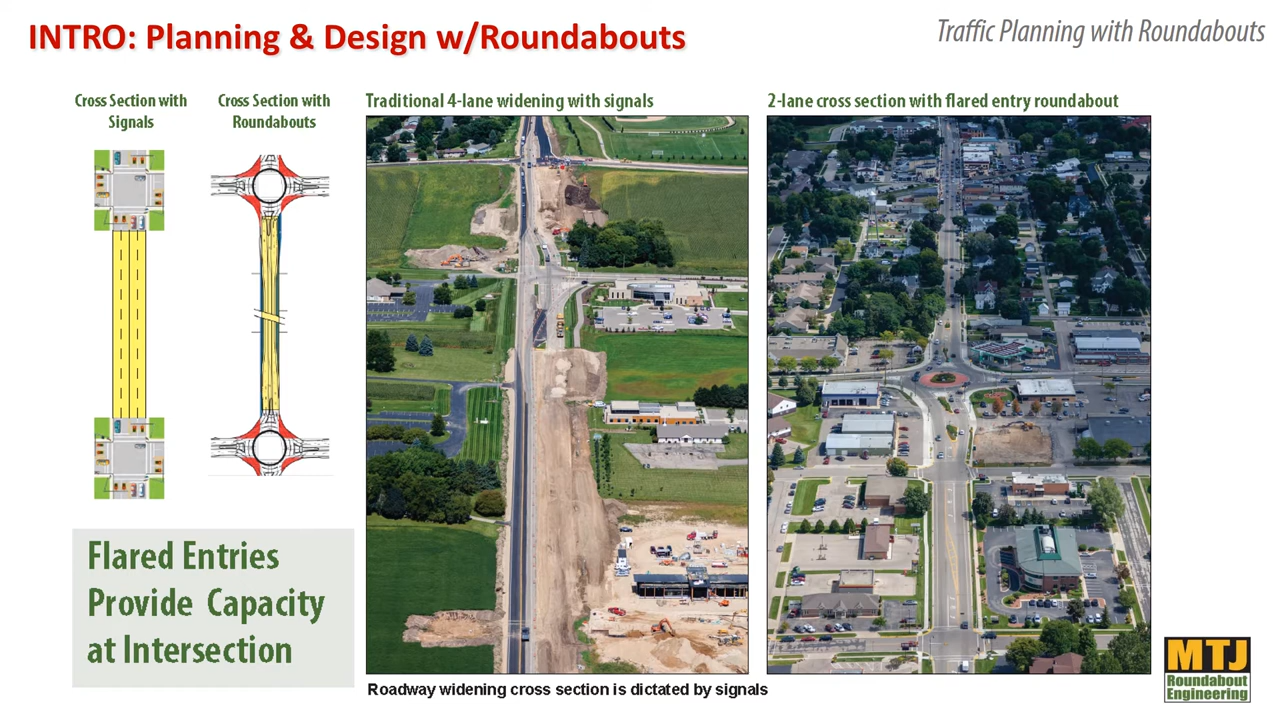 INTRO: Planning & Design w/Roundabouts
Traffic Planning with Roundabouts
Cross Section with
Signals
Cross Section with
Roundabouts
Traditional 4-lane widening with signals
2-lane cross section with flared entry roundabout
Flared Entries
Provide Capacity
at Intersection
Roadway widening cross section is dictated by signals
MTJ
Roundabout
Engineering